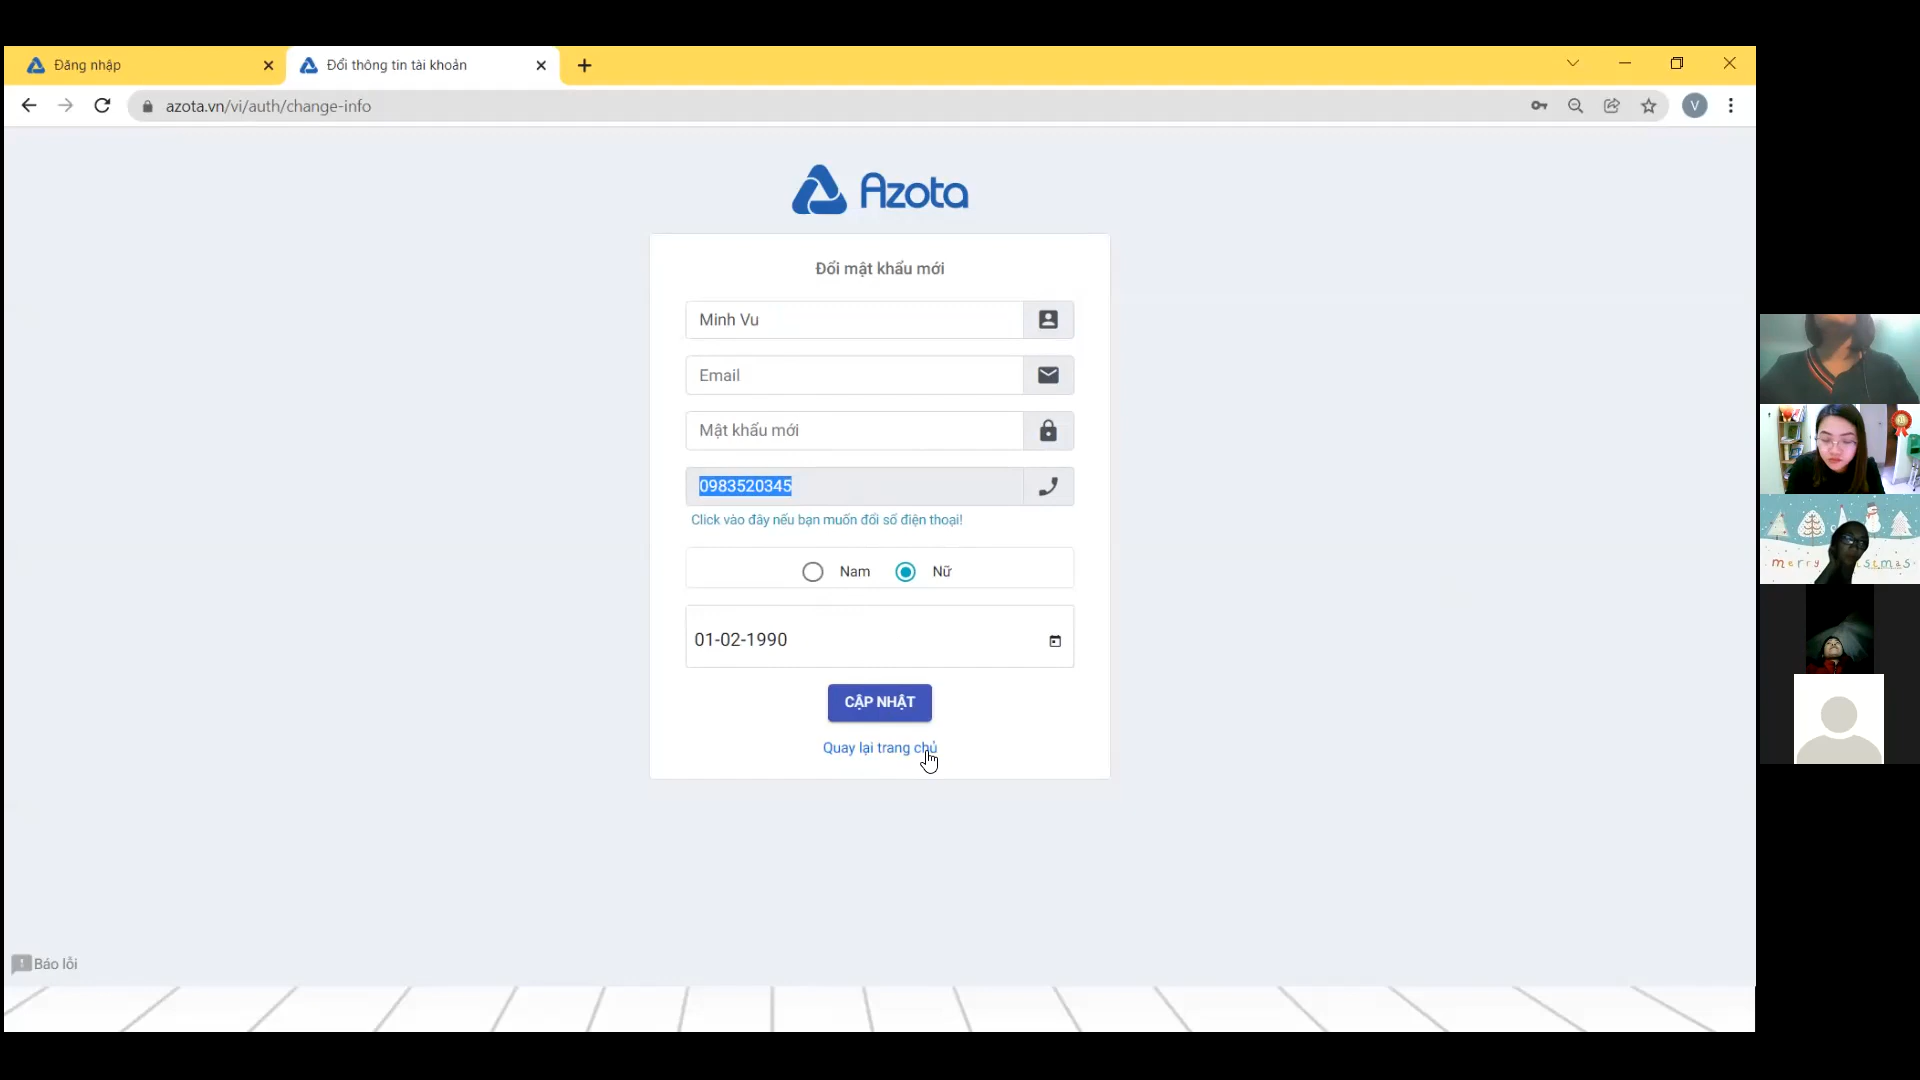 Đăng nhập
Đổi thông tin tài khoản
azota.vn/vi/auth/change-info
V
Azota
Đổi mật khẩu mới
Minh Vu
Email
Mật khẩu mới
0983520345
Click vào đây nếu bạn muốn đổi số điện thoại!
Nam
Nữ
01-02-1990
CẬP NHẬT
Quay lại trang chủ
Báo lỗi
merry